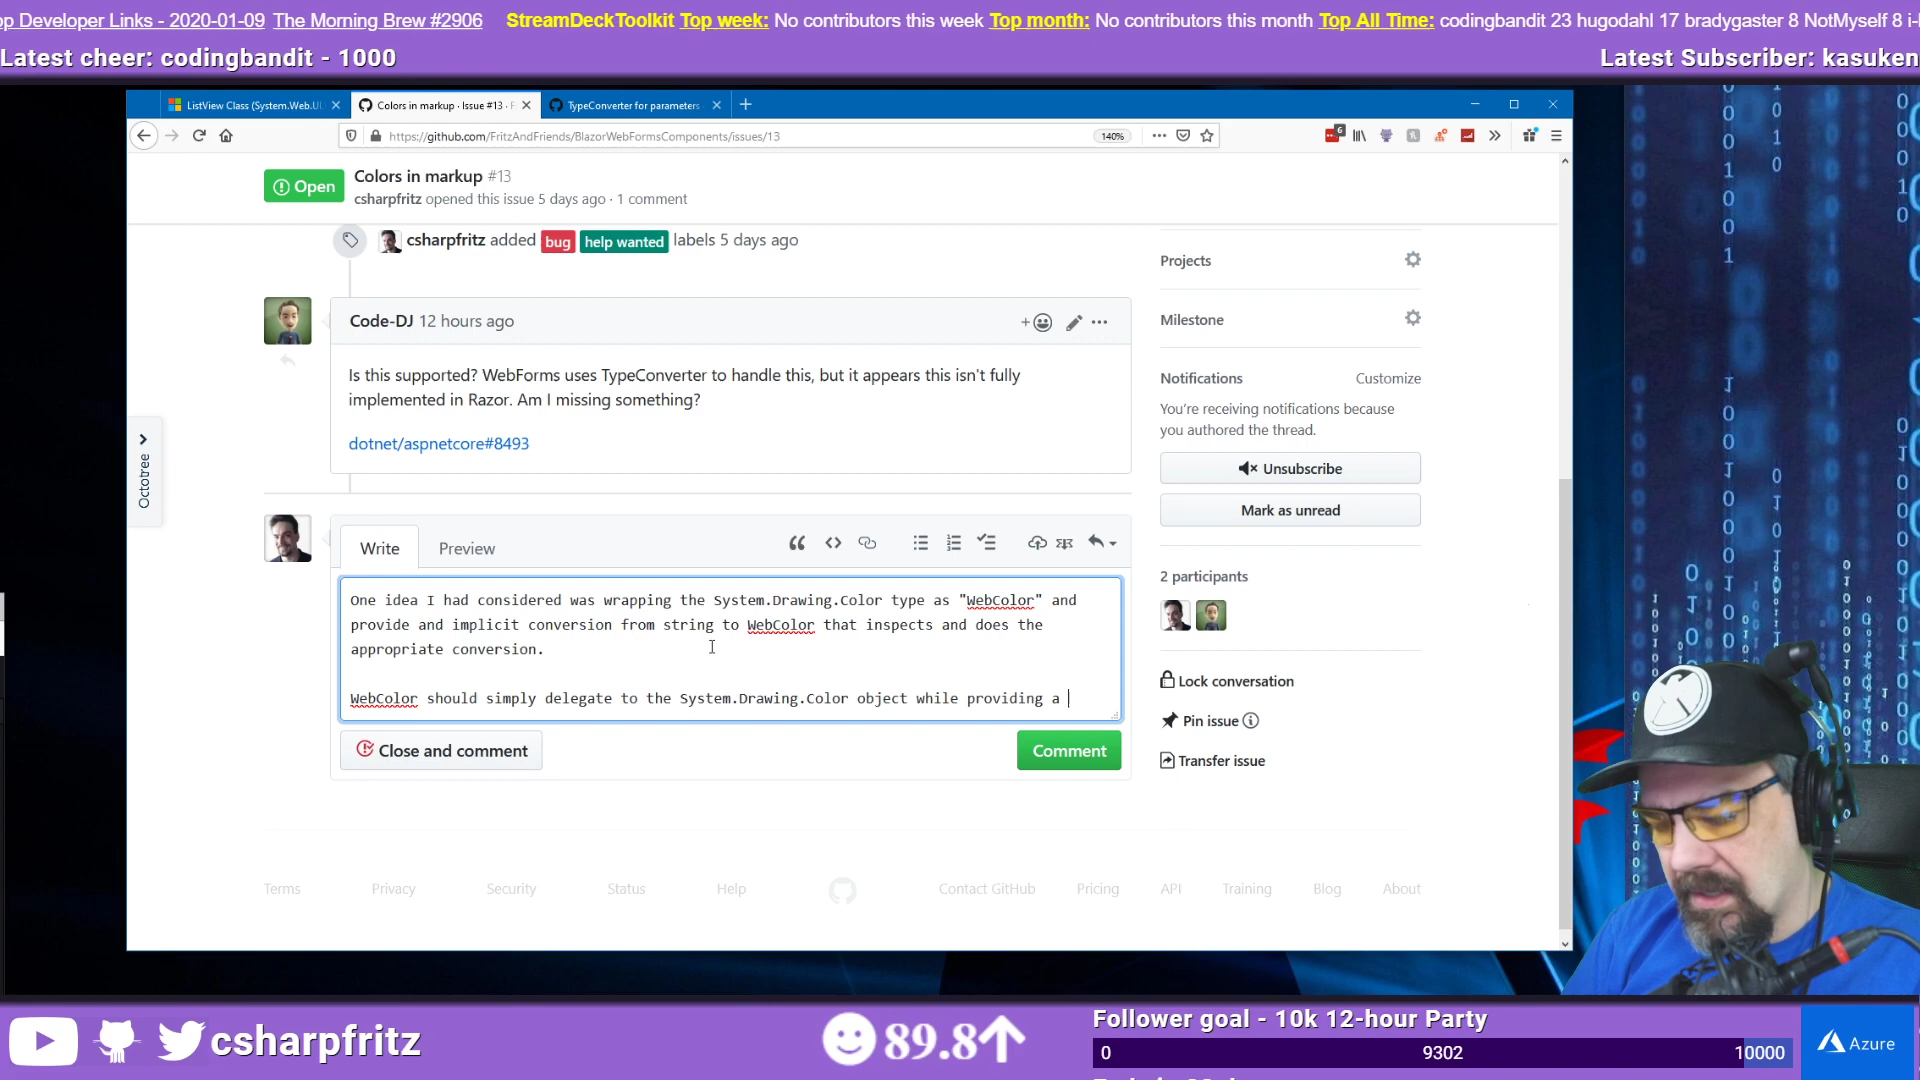 op Developer Links - 2020-01-09 The Morning Brew #2906 StreamDeckToolkit Top week: No contributors this week Top month: No contributors this month Top All Time: codingbandit 23 hugodahl 17 bradygaster 8 NotMyself 8 i-
Latest cheer: codingbandit - 1000
Latest Subscriber: kasuken
ListView Class (System.Web.UI
Colors in markup · Issue #13 · F
TypeConverter for parameters
https://github.com/FritzAndFriends/BlazorWebFormsComponents/issues/13
140%
6
Open
Colors in markup #13
csharpfritz opened this issue 5 days ago · 1 comment
csharpfritz added bug help wanted labels 5 days ago
Code-DJ 12 hours ago
Is this supported? WebForms uses TypeConverter to handle this, but it appears this isn't fully
implemented in Razor. Am I missing something?
dotnet/aspnetcore#8493
Octotree
Write
Preview
One idea I had considered was wrapping the System.Drawing.Color type as "WebColor" and
provide and implicit conversion from string to WebColor that inspects and does the
appropriate conversion.
WebColor should simply delegate to the System.Drawing.Color object while providing a
Close and comment
Comment
Projects
Milestone
Notifications
Customize
You're receiving notifications because
you authored the thread.
Unsubscribe
Mark as unread
2 participants
Lock conversation
Pin issue
Transfer issue
Terms
Privacy
Security
Status
Help
Contact GitHub
Pricing
API
Training
Blog
About
csharpfritz
89.8
Follower goal - 10k 12-hour Party
0
9302
10000
Azure